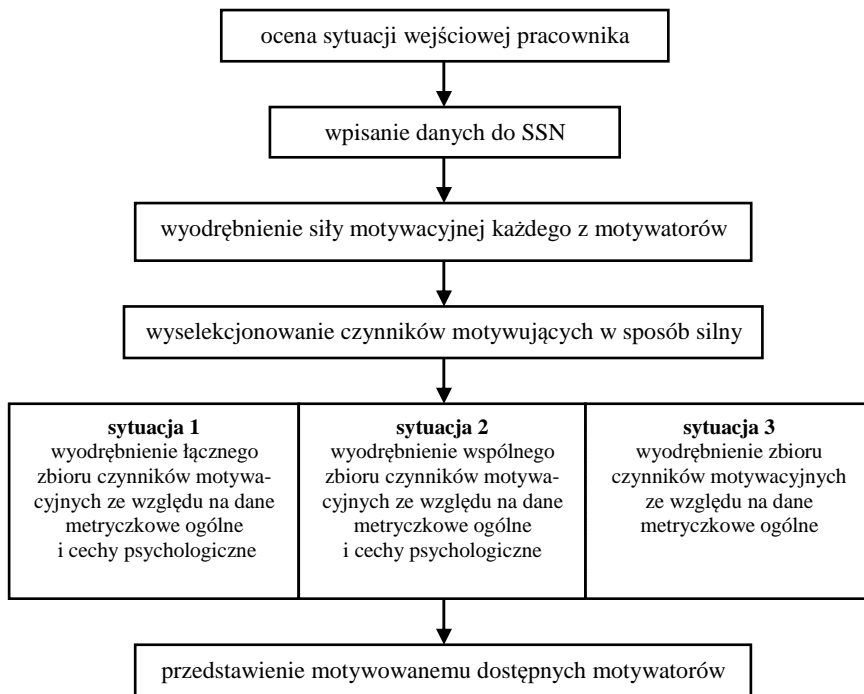 ocena sytuacji wejściowej pracownika
wpisanie danych do SSN
wyodrębnienie siły motywacyjnej każdego z motywatorów
wyselekcjonowanie czynników motywujących w sposób silny
sytuacja 1
wyodrębnienie łącznego
zbioru czynników motywa-
cyjnych ze względu na dane
metryczkowe ogólne
i cechy psychologiczne
sytuacja 2
wyodrębnienie wspólnego
zbioru czynników motywa-
cyjnych ze względu na dane
metryczkowe ogólne
i cechy psychologiczne
sytuacja 3
wyodrębnienie zbioru
czynników motywacyjnych
ze względu na dane
metryczkowe ogólne
przedstawienie motywowanemu dostępnych motywatorów